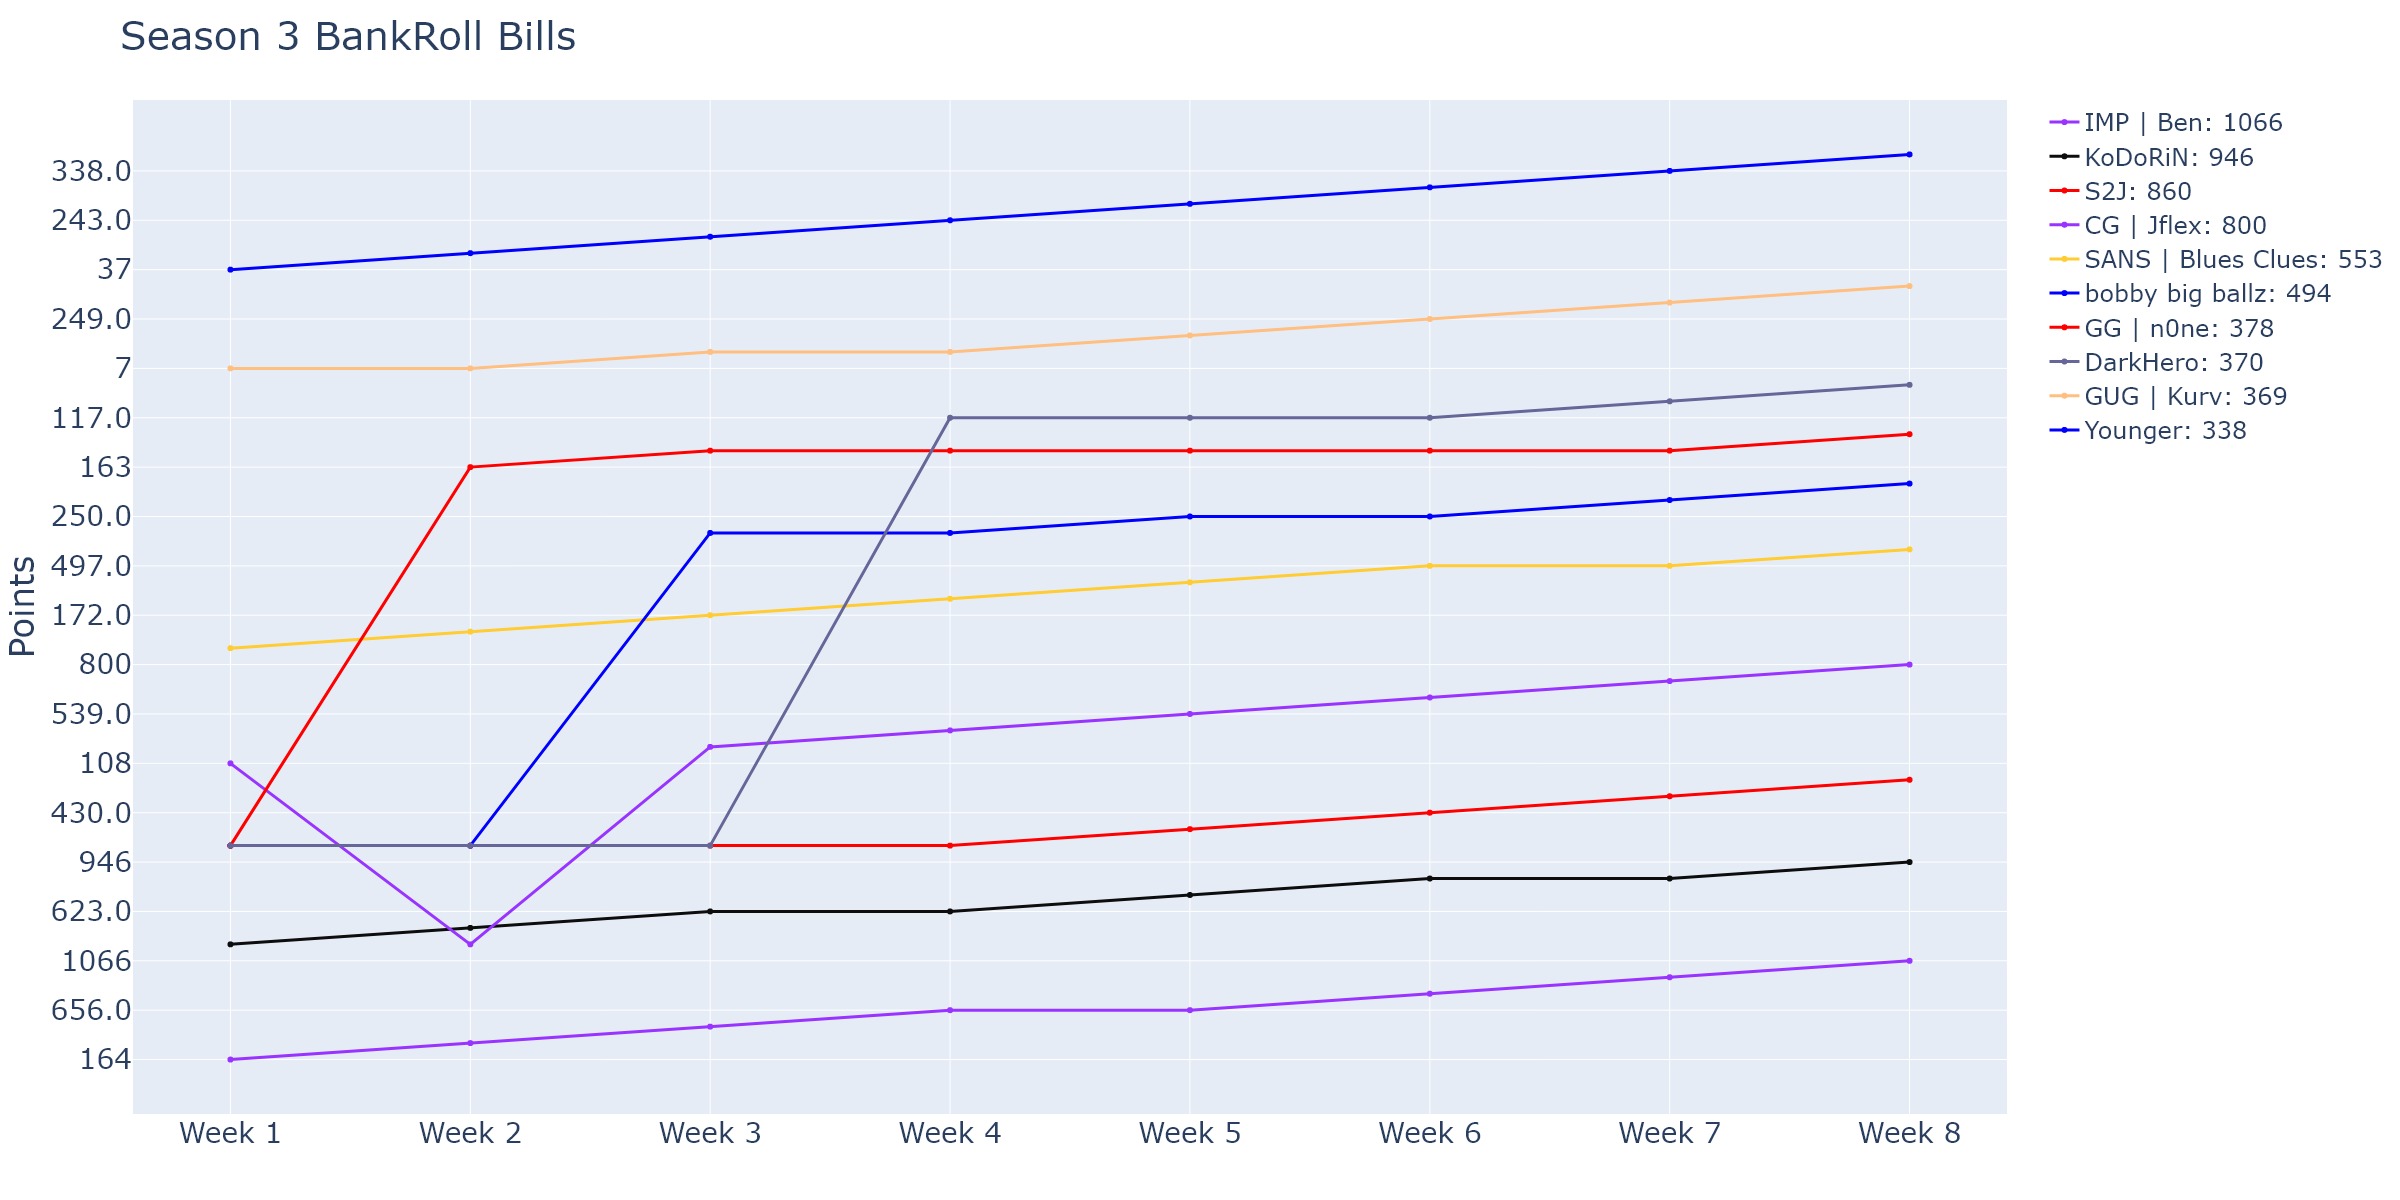 Season 3 BankRoll Bills
IMP | Ben: 1066
KoDoRiN: 946
S2J: 860
CG | Jflex: 800
SANS | Blues Clues: 553
bobby big ballz: 494
GG | n0ne: 378
DarkHero: 370
GUG | Kurv: 369
Younger: 338
Points
338.0
243.0
37
249.0
7
117.0
163
250.0
497.0
172.0
800
539.0
108
430.0
946
623.0
1066
656.0
164
Week 1 Week 2 Week 3 Week 4 Week 5 Week 6 Week 7 Week 8